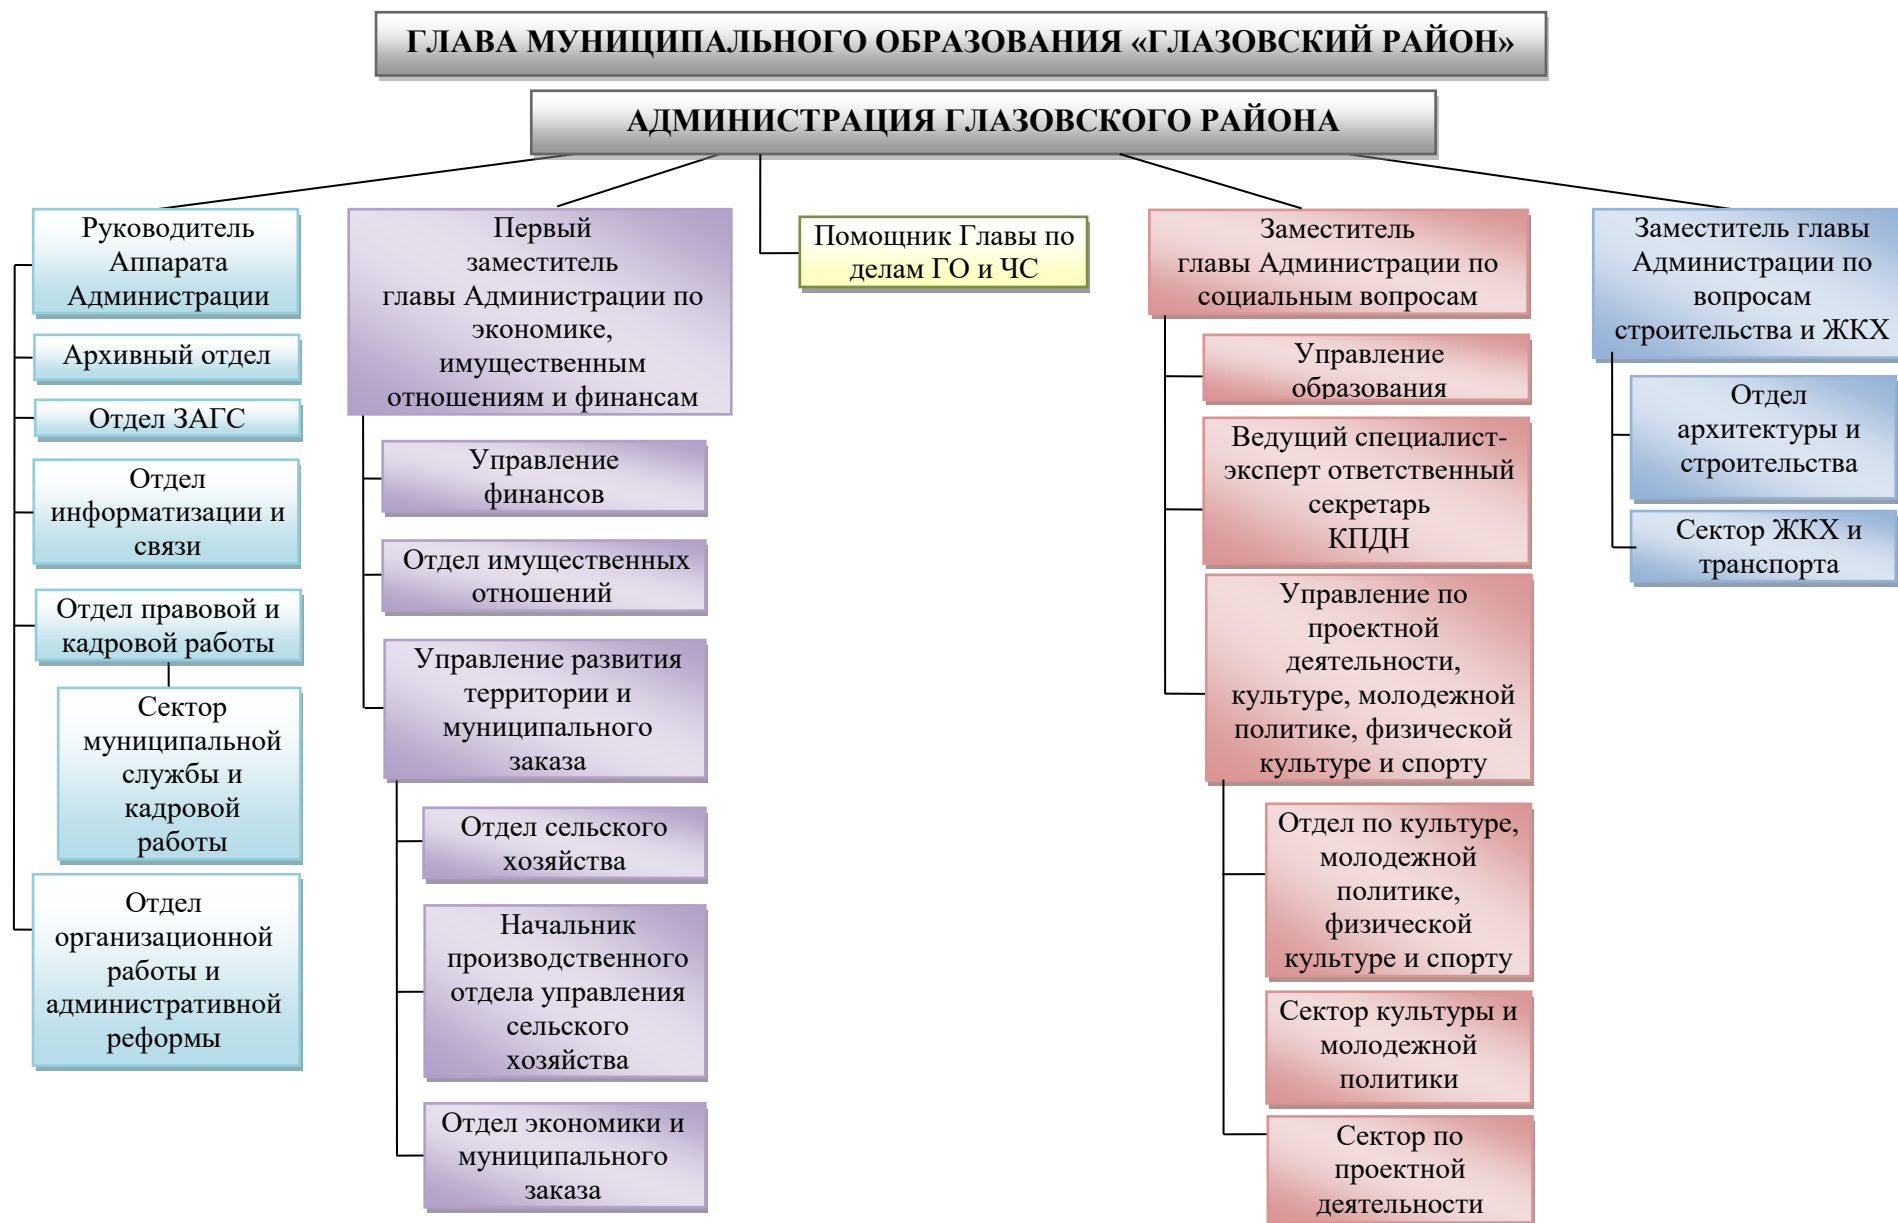 ГЛАВА МУНИЦИПАЛЬНОГО ОБРАЗОВАНИЯ «ГЛАЗОВСКИЙ РАЙОН»
АДМИНИСТРАЦИЯ ГЛАЗОВСКОГО РАЙОНА
Руководитель
Аппарата
Администрации
Архивный отдел
Отдел ЗАГС
Отдел
информатизации и
связи
Отдел правовой и
кадровой работы
Сектор
муниципальной
службы и
кадровой
работы
Отдел
организационной
работы и
административной
реформы
Первый
заместитель
главы Администрации по
экономике,
имущественным
отношениям и финансам
Управление
финансов
Отдел имущественных
отношений
Управление развития
территории и
муниципального
заказа
Отдел сельского
хозяйства
Начальник
производственного
отдела управления
сельского
хозяйства
Отдел экономики и
муниципального
заказа
Помощник Главы по
делам ГО и ЧС
Заместитель
главы Администрации по
социальным вопросам
Управление
образования
Ведущий специалист-
эксперт ответственный
секретарь
КПДН
Управление по
проектной
деятельности,
культуре, молодежной
политике, физической
культуре и спорту
Отдел по культуре,
молодежной
политике,
физической
культуре и спорту
Сектор культуры и
молодежной
политики
Сектор по
проектной
деятельности
Заместитель главы
Администрации по
вопросам
строительства и ЖКХ
Отдел
архитектуры и
строительства
Сектор ЖКХ и
транспорта